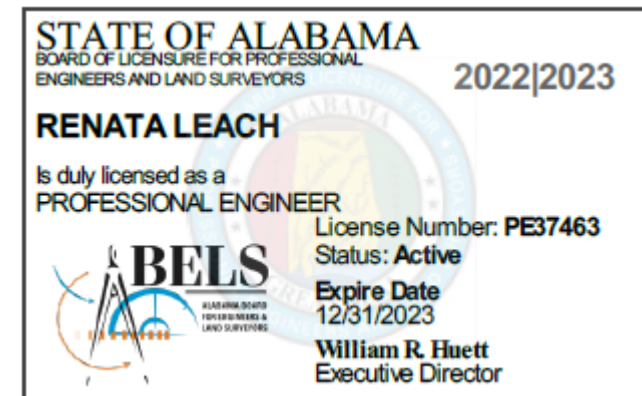 STATE OF ALABAMA
BOARD OF LICENSURE FOR PROFESSIONAL
ENGINEERS AND LAND SURVEYORS
2022|2023
RENATA LEACH
Is duly licensed as a
PROFESSIONAL ENGINEER
License Number: PE37463
Status: Active
ABELS
ALABAMA BOARD
FOR ENGINEERS &
LAND SURVEYORS
Expire Date
12/31/2023
William R. Huett
Executive Director
ALABAMA